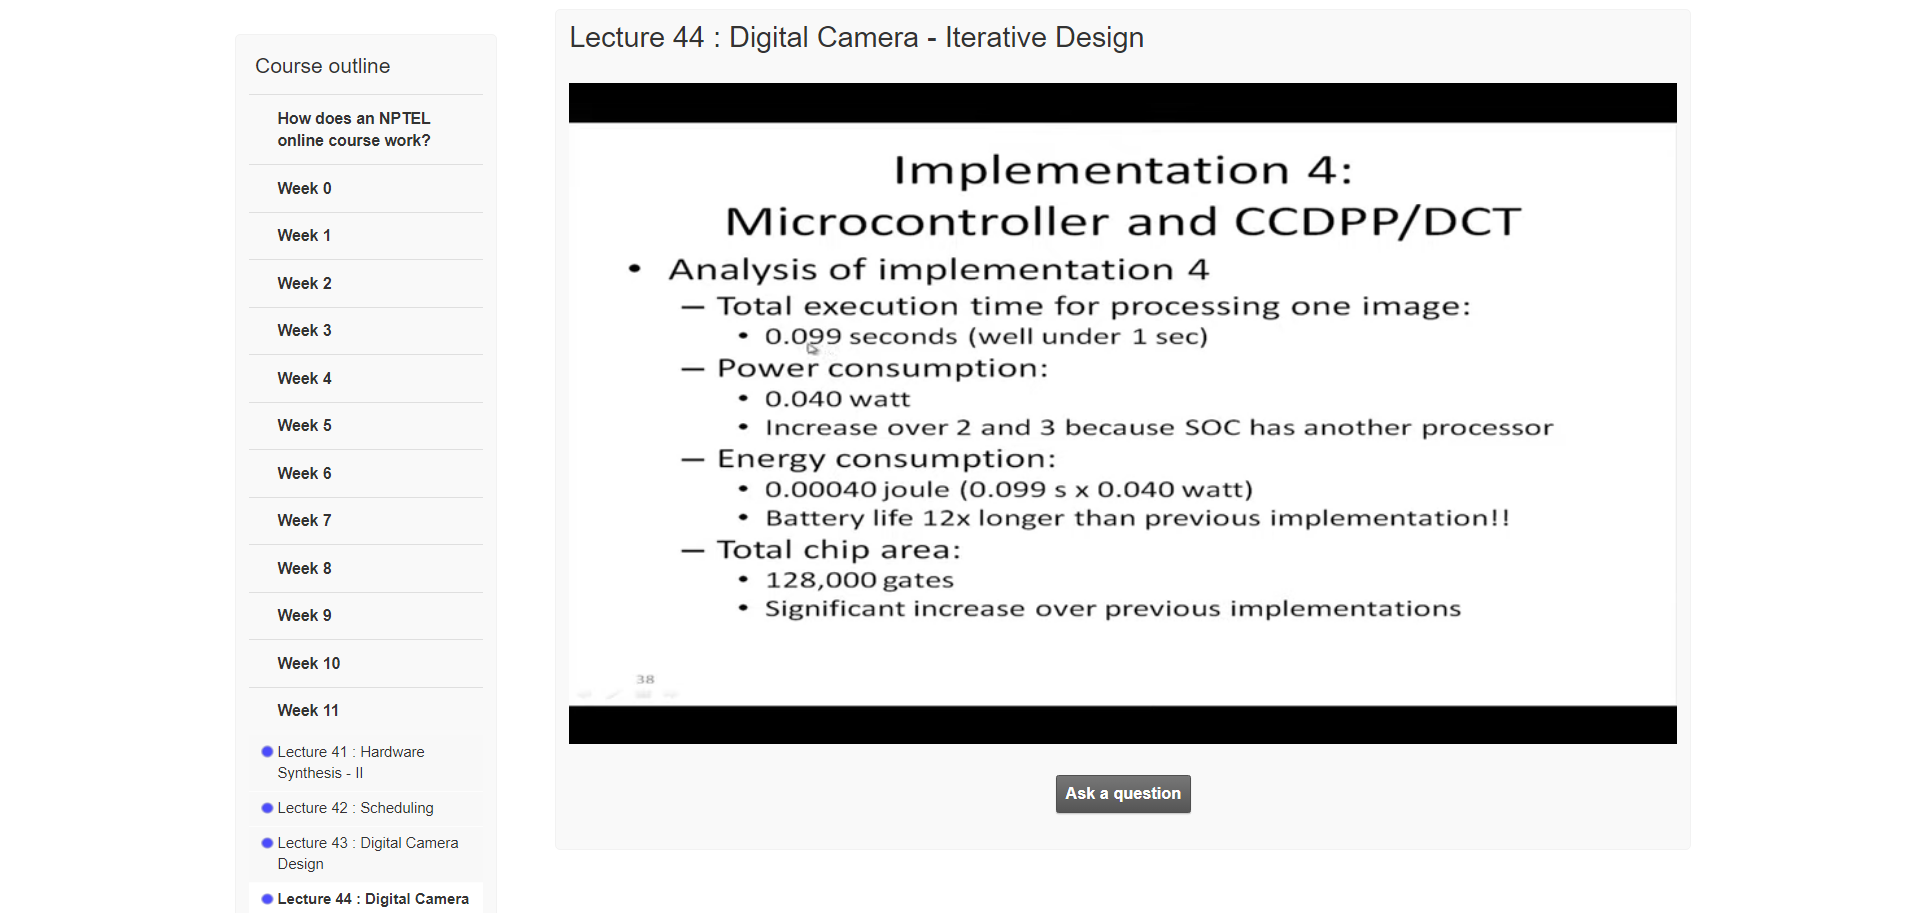 Course outline
How does an NPTEL
online course work?
Week 0
Week 1
Week 2
Week 3
Week 4
Week 5
Week 6
Week 7
Week 8
Week 9
Week 10
Week 11
Lecture 41 : Hardware
Synthesis - II
Lecture 42 : Scheduling
Lecture 43 : Digital Camera
Design
Lecture 44 : Digital Camera
Lecture 44 : Digital Camera - Iterative Design
Implementation 4:
Microcontroller and CCDPP/DCT
• Analysis of implementation 4
– Total execution time for processing one image:
• 0.099 seconds (well under 1 sec)
– Power consumption:
• 0.040 watt
• Increase over 2 and 3 because SOC has another processor
– Energy consumption:
• 0.00040 joule (0.099 s x 0.040 watt)
• Battery life 12x longer than previous implementation!!
– Total chip area:
• 128,000 gates
• Significant increase over previous implementations
38
Ask a question